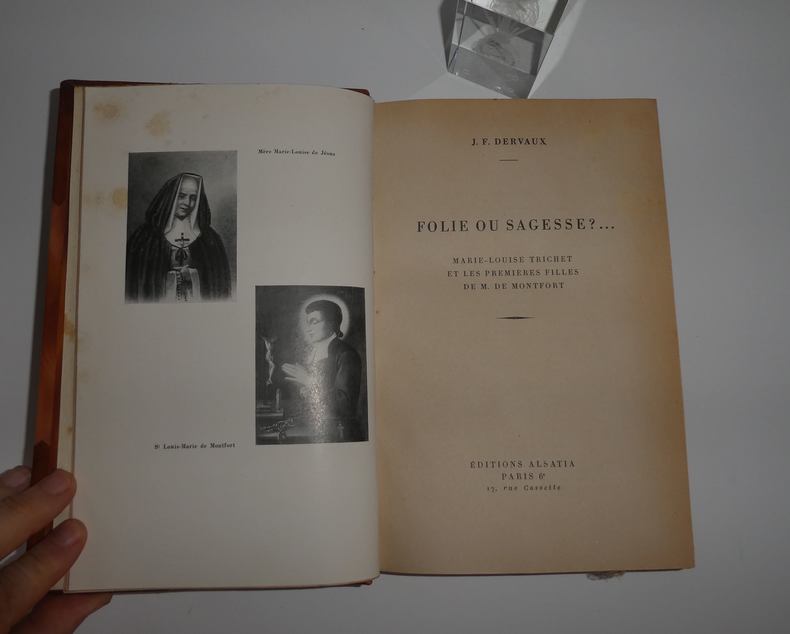 Mère Marie-Louise de Jésus
St Louis-Marie de Montfort
J. F. DERVAUX
FOLIE OU SAGESSE?...
MARIE-LOUISE TRICHET
ET LES PREMIERES FILLES
DE M. DE MONTFORT
ÉDITIONS ALSATIA
PARIS 6e
17, rue Cassette